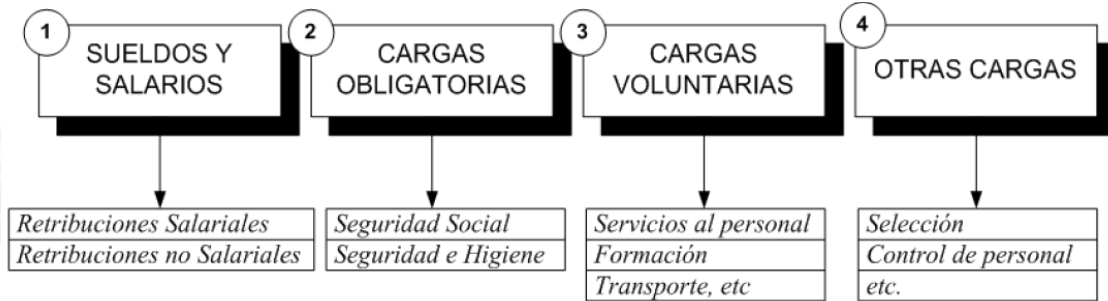 1
SUELDOS Y
SALARIOS
Retribuciones Salariales
Retribuciones no Salariales
2
CARGAS
OBLIGATORIAS
Seguridad Social
Seguridad e Higiene
3
CARGAS
VOLUNTARIAS
Servicios al personal
Formación
Transporte, etc
4
OTRAS CARGAS
Selección
Control de personal
etc.